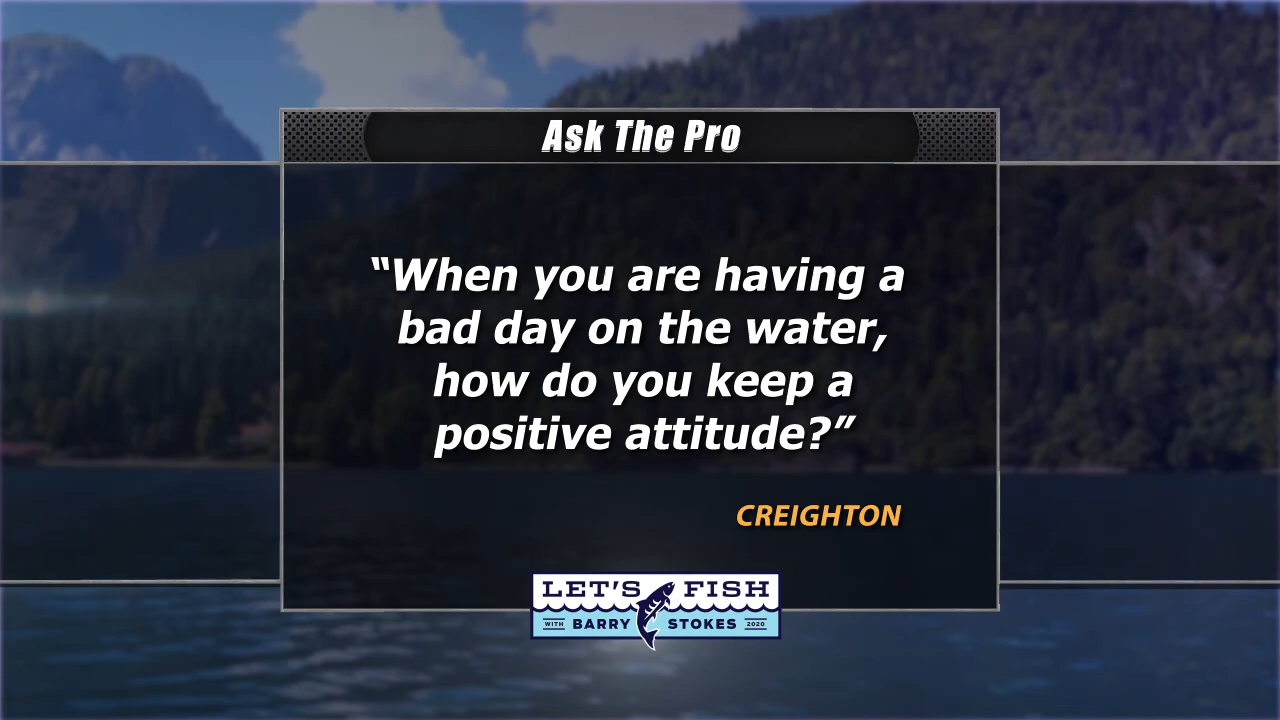 Ask The Pro
“When you are having a
bad day on the water,
how do you keep a
positive attitude?”
CREIGHTON
LET'S FISH
WITH BARRY STOKES 2020